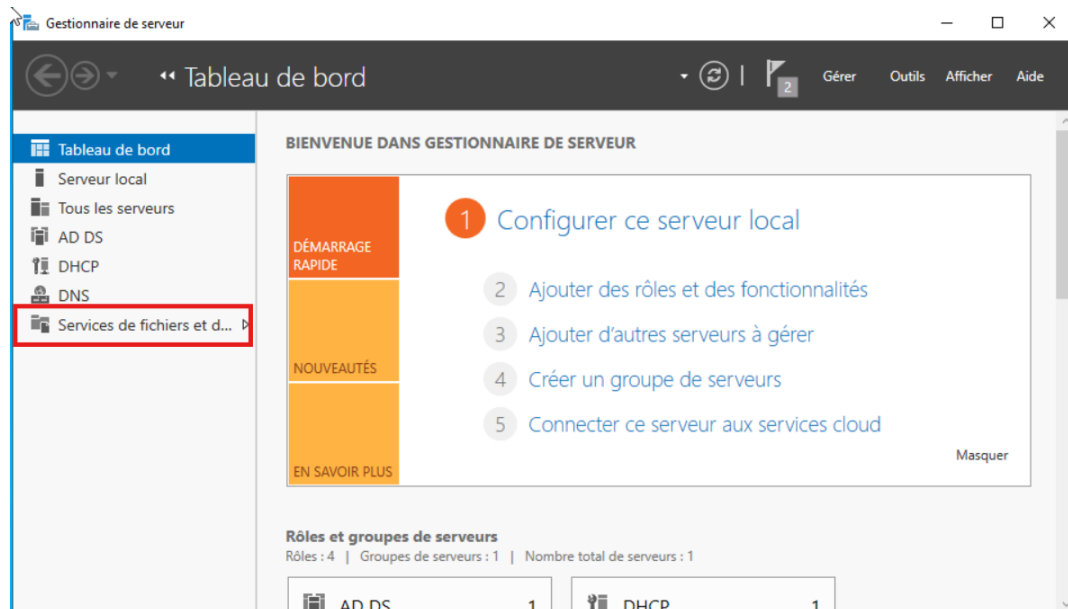 Gestionnaire de serveur
Tableau de bord
2
Gérer Outils Afficher Aide
Tableau de bord
Serveur local
Tous les serveurs
AD DS
DHCP
DNS
Services de fichiers et d...
BIENVENUE DANS GESTIONNAIRE DE SERVEUR
DÉMARRAGE
RAPIDE
NOUVEAUTÉS
EN SAVOIR PLUS
1 Configurer ce serveur local
2 Ajouter des rôles et des fonctionnalités
3 Ajouter d'autres serveurs à gérer
4 Créer un groupe de serveurs
5 Connecter ce serveur aux services cloud
Masquer
Rôles et groupes de serveurs
Rôles : 4 | Groupes de serveurs : 1 | Nombre total de serveurs : 1
AD DS 1
DHCP 1